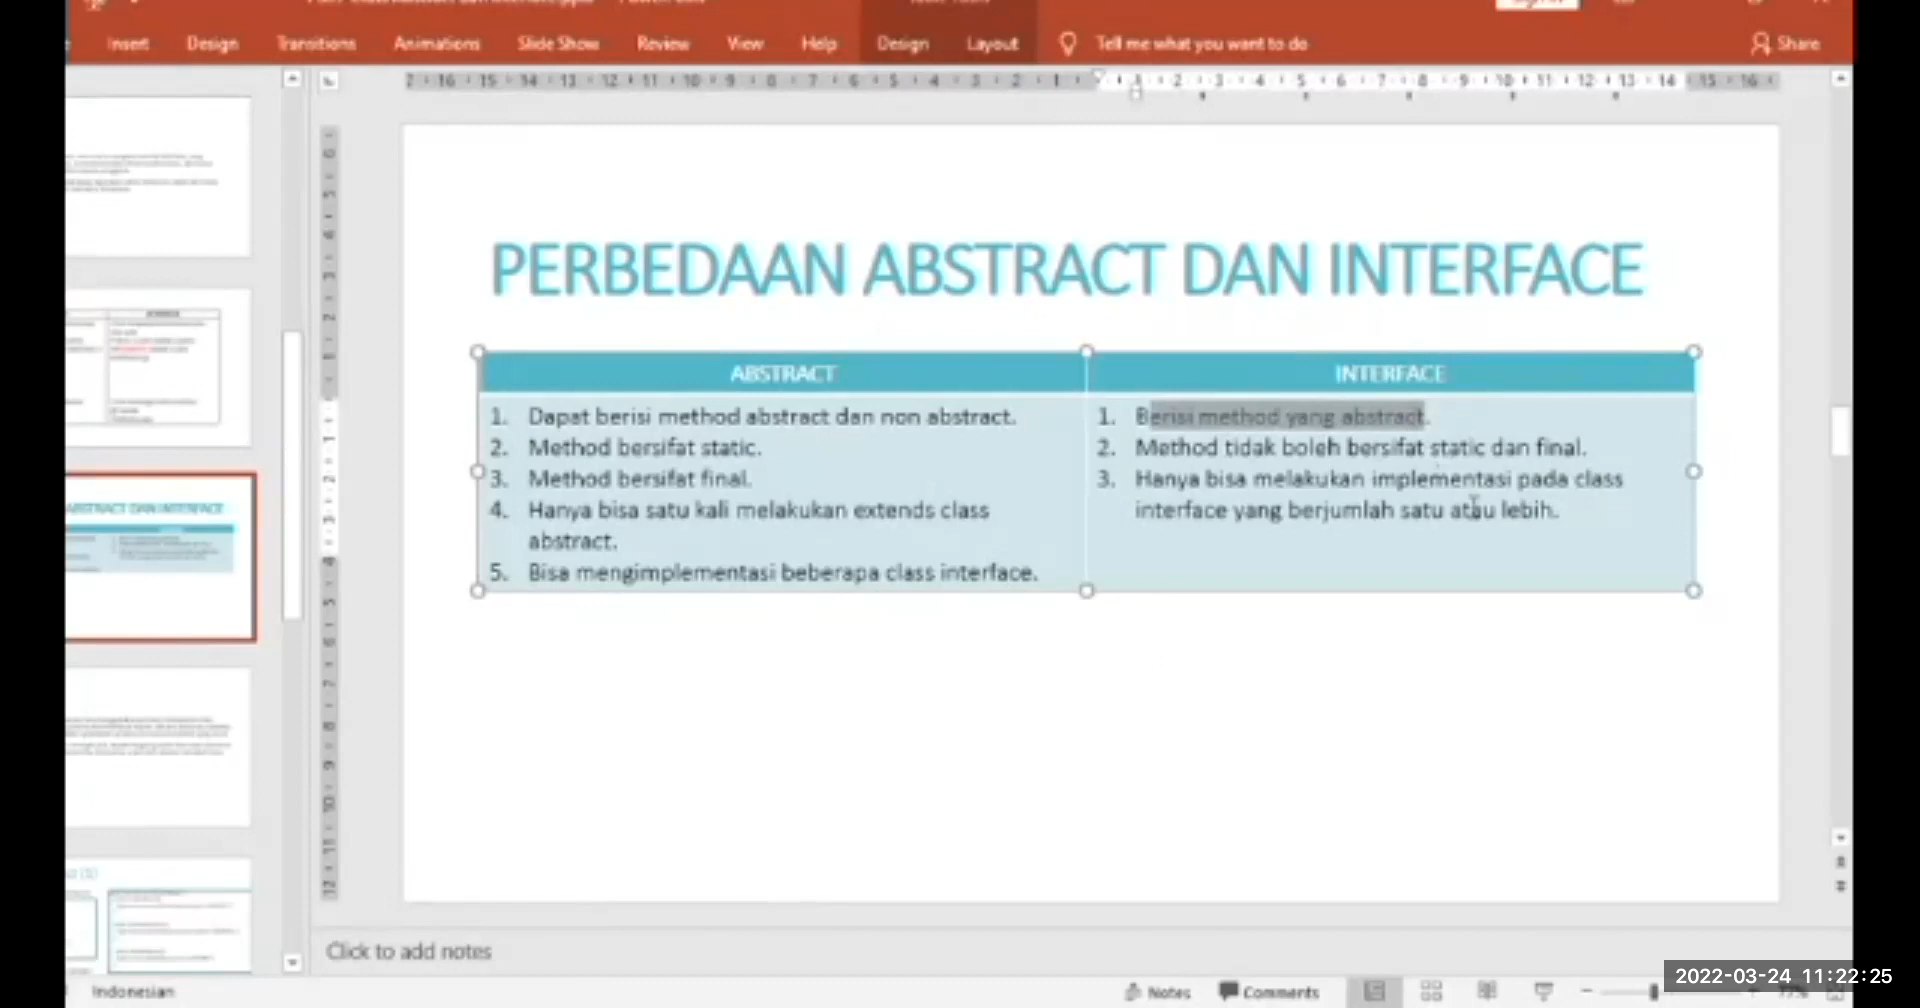 Insert Design Transitions Animations Slide Show Review View Help Design Layout Tell me what you want to do Share
PERBEDAAN ABSTRACT DAN INTERFACE
ABSTRACT
1. Dapat berisi method abstract dan non abstract.
2. Method bersifat static.
3. Method bersifat final.
4. Hanya bisa satu kali melakukan extends class
abstract.
5. Bisa mengimplementasi beberapa class interface.
INTERFACE
1. Berisi method yang abstract.
2. Method tidak boleh bersifat static dan final.
3. Hanya bisa melakukan implementasi pada class
interface yang berjumlah satu atau lebih.
Click to add notes
Indonesian
Notes Comments
2022-03-24 11:22:25